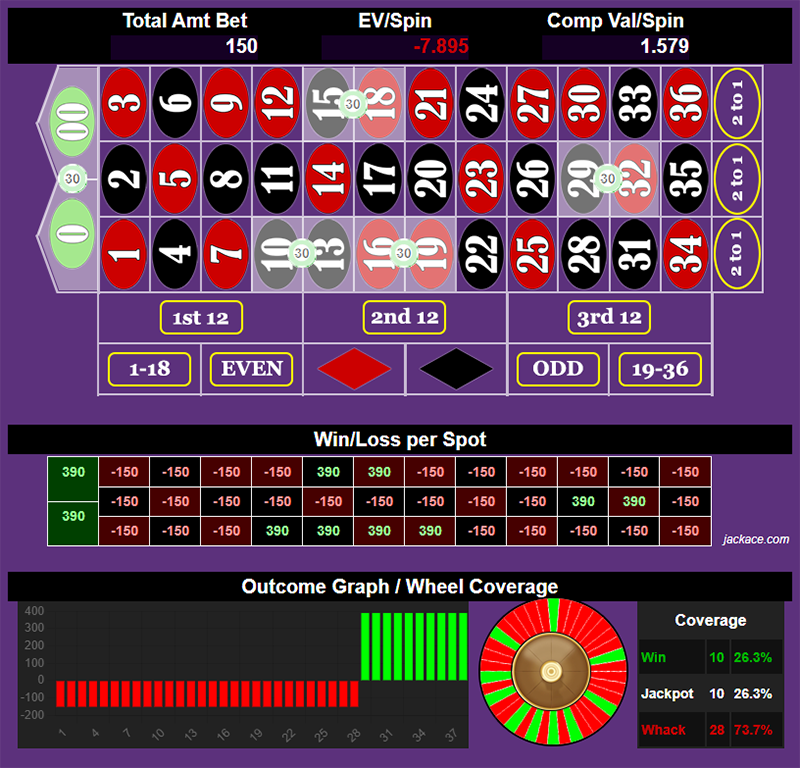 Total Amt Bet EV/Spin Comp Val/Spin
150 -7.895 1.579
00 3 6 9 12 15 30 18 21 24 27 30 33 36 2 to 1
30 2 5 8 11 14 17 20 23 26 29 30 32 35 2 to 1
0 1 4 7 10 30 13 16 30 19 22 25 28 31 34 2 to 1
1st 12 2nd 12 3rd 12
1-18 EVEN ODD 19-36
Win/Loss per Spot
390 -150 -150 -150 -150 390 390 -150 -150 -150 -150 -150 -150
-150 -150 -150 -150 -150 -150 -150 -150 -150 390 390 -150
390 -150 -150 -150 390 390 390 390 -150 -150 -150 -150 -150
jackace.com
Outcome Graph / Wheel Coverage
400
300
200
100
0
-100
-200
1 4 7 10 13 16 19 22 25 28 31 34 37
Coverage
Win 10 26.3%
Jackpot 10 26.3%
Whack 28 73.7%